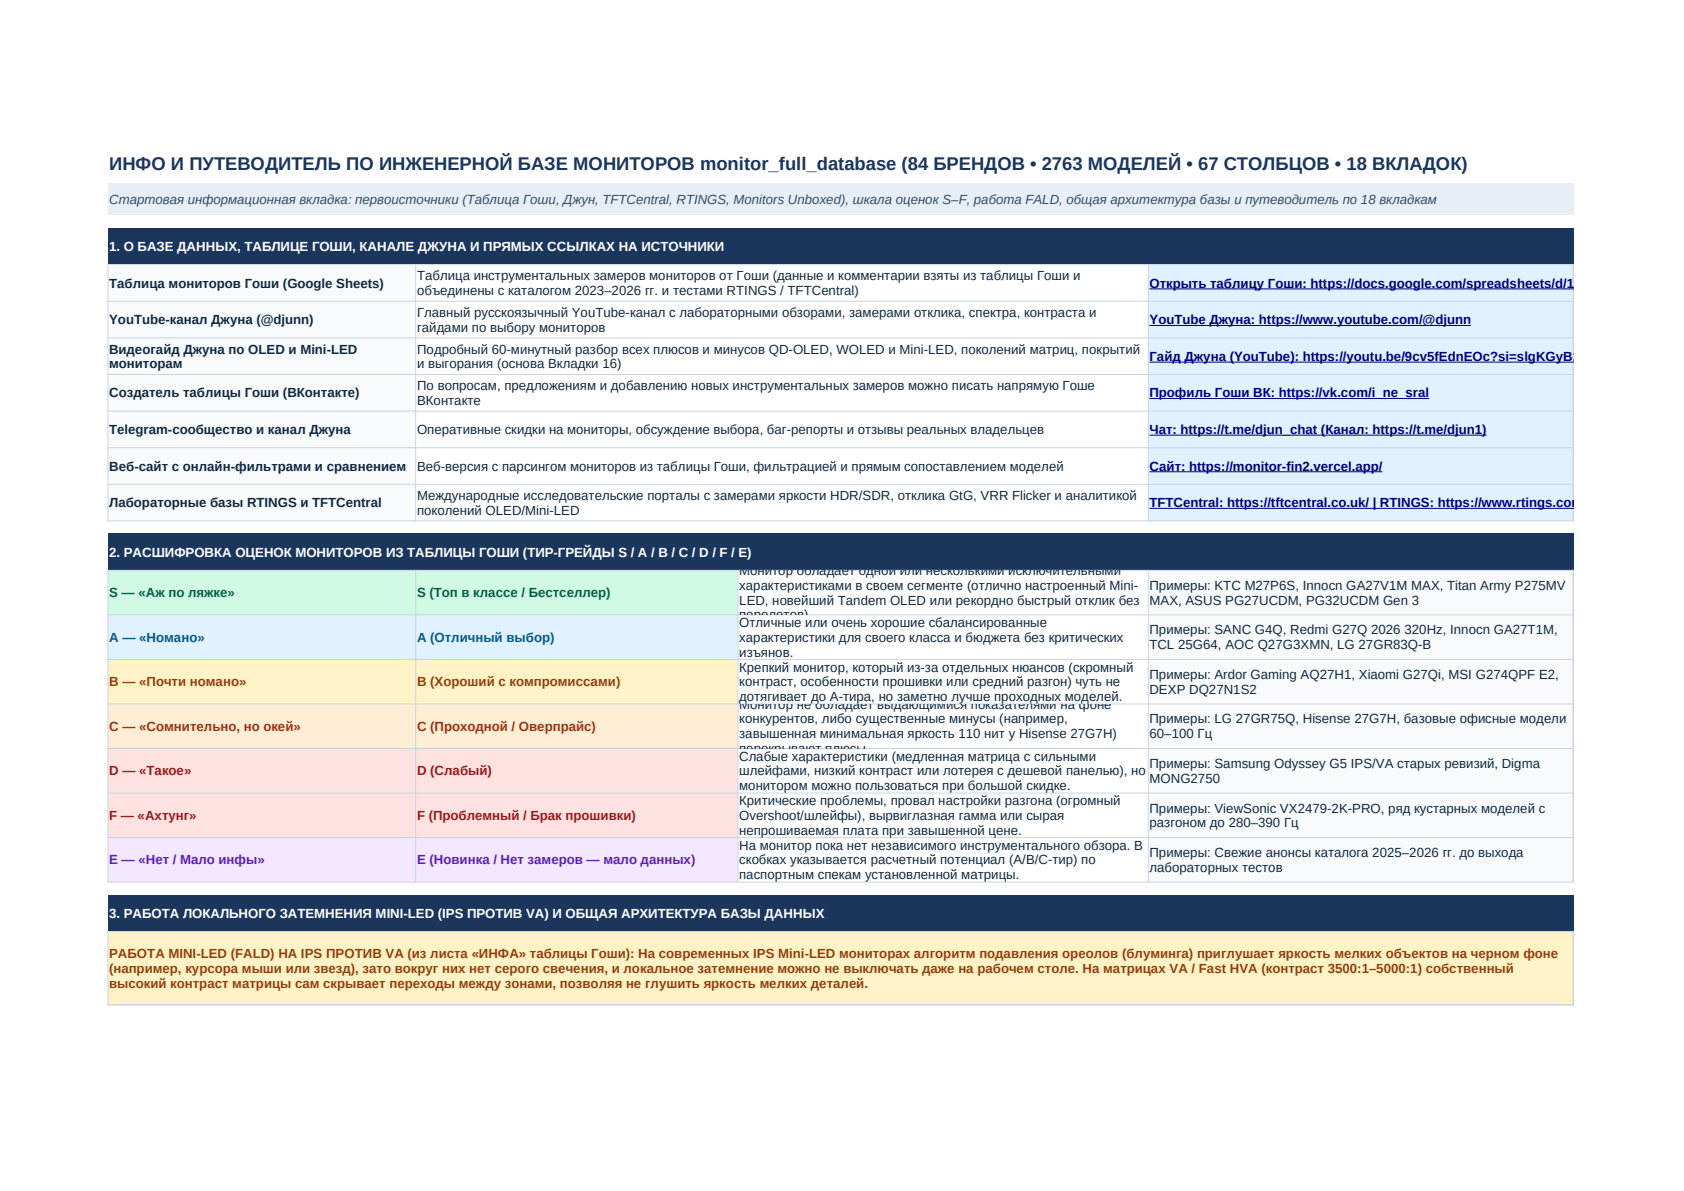 ИНФО И ПУТЕВОДИТЕЛЬ ПО ИНЖЕНЕРНОЙ БАЗЕ МОНИТОРОВ monitor_full_database (84 БРЕНДОВ • 2763 МОДЕЛЕЙ • 67 СТОЛБЦОВ • 18 ВКЛАДОК)
Стартовая информационная вкладка: первоисточники (Таблица Гоши, Джун, TFTCentral, RTINGS, Monitors Unboxed), шкала оценок S–F, работа FALD, общая архитектура базы и путеводитель по 18 вкладкам
1. О БАЗЕ ДАННЫХ, ТАБЛИЦЕ ГОШИ, КАНАЛЕ ДЖУНА И ПРЯМЫХ ССЫЛКАХ НА ИСТОЧНИКИ
Таблица мониторов Гоши (Google Sheets)
Таблица инструментальных замеров мониторов от Гоши (данные и комментарии взяты из таблицы Гоши и
объединены с каталогом 2023–2026 гг. и тестами RTINGS / TFTCentral)
Открыть таблицу Гоши: https://docs.google.com/spreadsheets/d/1
YouTube-канал Джуна (@djunn)
Главный русскоязычный YouTube-канал с лабораторными обзорами, замерами отклика, спектра, контраста и
гайдами по выбору мониторов
YouTube Джуна: https://www.youtube.com/@djunn
Видеогайд Джуна по OLED и Mini-LED
мониторам
Подробный 60-минутный разбор всех плюсов и минусов QD-OLED, WOLED и Mini-LED, поколений матриц, покрытий
и выгорания (основа Вкладки 16)
Гайд Джуна (YouTube):
Создатель таблицы Гоши (ВКонтакте)
По вопросам, предложениям и добавлению новых инструментальных замеров можно писать напрямую Гоше
ВКонтакте
Профиль Гоши ВК: https://vk.com/i_ne_sral
Telegram-сообщество и канал Джуна
Оперативные скидки на мониторы, обсуждение выбора, баг-репорты и отзывы реальных владельцев
Чат: https://t.me/djun_chat (Канал: https://t.me/djun1)
Веб-сайт с онлайн-фильтрами и сравнением
Веб-версия с парсингом мониторов из таблицы Гоши, фильтрацией и прямым сопоставлением моделей
Сайт: https://monitor-fin2.vercel.app/
Лабораторные базы RTINGS и TFTCentral
Международные исследовательские порталы с замерами яркости HDR/SDR, отклика GtG, VRR Flicker и аналитикой
поколений OLED/Mini-LED
TFTCentral: https://tftcentral.co.uk/ | RTINGS: https://www.rtings.co
2. РАСШИФРОВКА ОЦЕНОК МОНИТОРОВ ИЗ ТАБЛИЦЫ ГОШИ (ТИР-ГРЕЙДЫ S / A / B / C / D / F / E)
S — «Аж по ляжке»
S (Топ в классе / Бестселлер)
Монитор обладает одной или несколькими исключительными
характеристиками в своем сегменте (отлично настроенный Mini-
LED, новейший Tandem OLED или рекордно быстрый отклик без
перелетов).
Примеры: KTC M27P6S, Innocn GA27V1M MAX, Titan Army P275MV
MAX, ASUS PG27UCDM, PG32UCDM Gen 3
A — «Номано»
A (Отличный выбор)
Отличные или очень хорошие сбалансированные
характеристики для своего класса и бюджета без критических
изъянов.
Примеры: SANC G4Q, Redmi G27Q 2026 320Hz, Innocn GA27T1M,
TCL 25G64, AOC Q27G3XMN, LG 27GR83Q-B
B — «Почти номано»
B (Хороший с компромиссами)
Крепкий монитор, который из-за отдельных нюансов (скромный
контраст, особенности прошивки или средний разгон) чуть не
дотягивает до A-тира, но заметно лучше проходных моделей.
Примеры: Ardor Gaming AQ27H1, Xiaomi G27Qi, MSI G274QPF E2,
DEXP DQ27N1S2
C — «Сомнительно, но окей»
C (Проходной / Оверпрайс)
Монитор не обладает выдающимися показателями на фоне
конкурентов, либо существенные минусы (например,
завышенная минимальная яркость 110 нит у Hisense 27G7H)
перекрывают плюсы.
Примеры: LG 27GR75Q, Hisense 27G7H, базовые офисные модели
60–100 Гц
D — «Такое»
D (Слабый)
Слабые характеристики (медленная матрица с сильными
шлейфами, низкий контраст или лотерея с дешевой панелью), но
монитором можно пользоваться при большой скидке.
Примеры: Samsung Odyssey G5 IPS/VA старых ревизий, Digma
MONG2750
F — «Ахтунг»
F (Проблемный / Брак прошивки)
Критические проблемы, провал настройки разгона (огромный
Overshoot/шлейфы), вырвиглазная гамма или сырая
непрошиваемая плата при завышенной цене.
Примеры: ViewSonic VX2479-2K-PRO, ряд кустарных моделей с
разгоном до 280–390 Гц
E — «Нет / Мало инфы»
E (Новинка / Нет замеров — мало данных)
На монитор пока нет независимого инструментального обзора. В
скобках указывается расчетный потенциал (A/B/C-тир) по
паспортным спекам установленной матрицы.
Примеры: Свежие анонсы каталога 2025–2026 гг. до выхода
лабораторных тестов
3. РАБОТА ЛОКАЛЬНОГО ЗАТЕМНЕНИЯ MINI-LED (IPS ПРОТИВ VA) И ОБЩАЯ АРХИТЕКТУРА БАЗЫ ДАННЫХ
РАБОТА MINI-LED (FALD) НА IPS ПРОТИВ VA (из листа «ИНФА» таблицы Гоши): На современных IPS Mini-LED мониторах алгоритм подавления ореолов (блуминга) приглушает яркость мелких объектов на черном фоне
(например, курсора мыши или звезд), зато вокруг них нет серого свечения, и локальное затемнение можно не выключать даже на рабочем столе. На матрицах VA / Fast HVA (контраст 3500:1–5000:1) собственный
высокий контраст матрицы сам скрывает переходы между зонами, позволяя не глушить яркость мелких деталей.